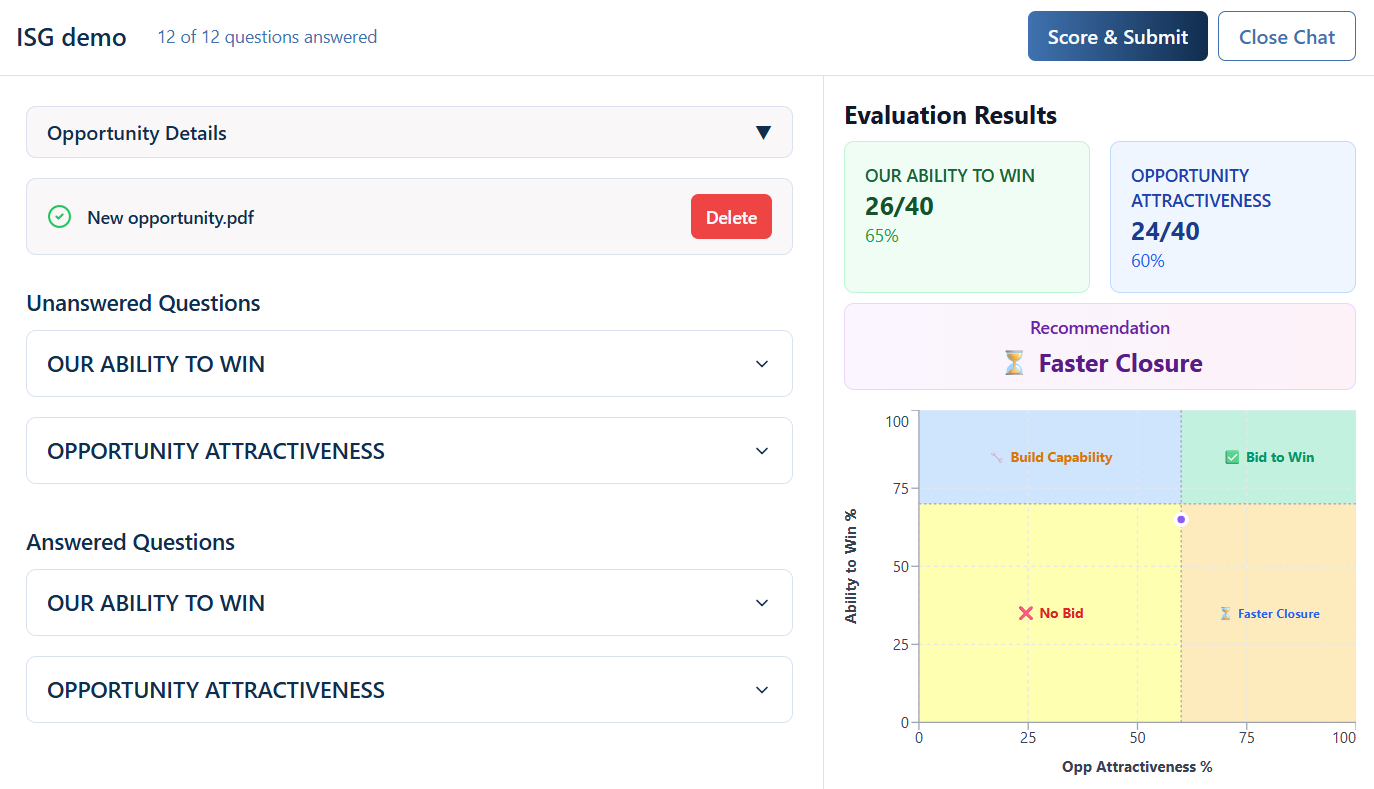 ISG demo
12 of 12 questions answered
Score & Submit
Close Chat
Opportunity Details
New opportunity.pdf
Delete
Unanswered Questions
OUR ABILITY TO WIN
OPPORTUNITY ATTRACTIVENESS
Answered Questions
OUR ABILITY TO WIN
OPPORTUNITY ATTRACTIVENESS
Evaluation Results
OUR ABILITY TO WIN
26/40
65%
OPPORTUNITY
ATTRACTIVENESS
24/40
60%
Recommendation
⏳ Faster Closure
100
75
50
25
0
Ability to Win %
🔧 Build Capability
✅ Bid to Win
❌ No Bid
⏳ Faster Closure
0
25
50
75
100
Opp Attractiveness %